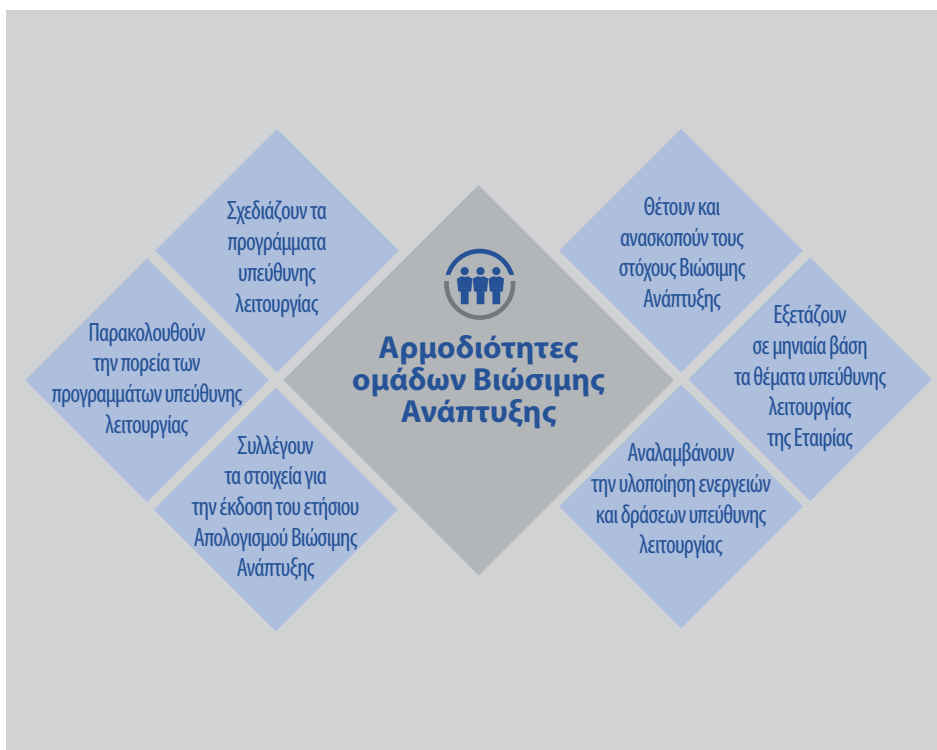 Σχεδιάζουν τα
προγράμματα
υπεύθυνης
λειτουργίας
Παρακολουθούν
την πορεία των
προγραμμάτων υπεύθυνης
λειτουργίας
Συλλέγουν
τα στοιχεία για
την έκδοση του ετήσιου
Απολογισμού Βιώσιμης
Ανάπτυξης
Αρμοδιότητες
ομάδων Βιώσιμης
Ανάπτυξης
Θέτουν και
ανασκοπούν τους
στόχους Βιώσιμης
Ανάπτυξης
Εξετάζουν
σε μηνιαία βάση
τα θέματα υπεύθυνης
λειτουργίας
της Εταιρίας
Αναλαμβάνουν
την υλοποίηση ενεργειών
και δράσεων υπεύθυνης
λειτουργίας